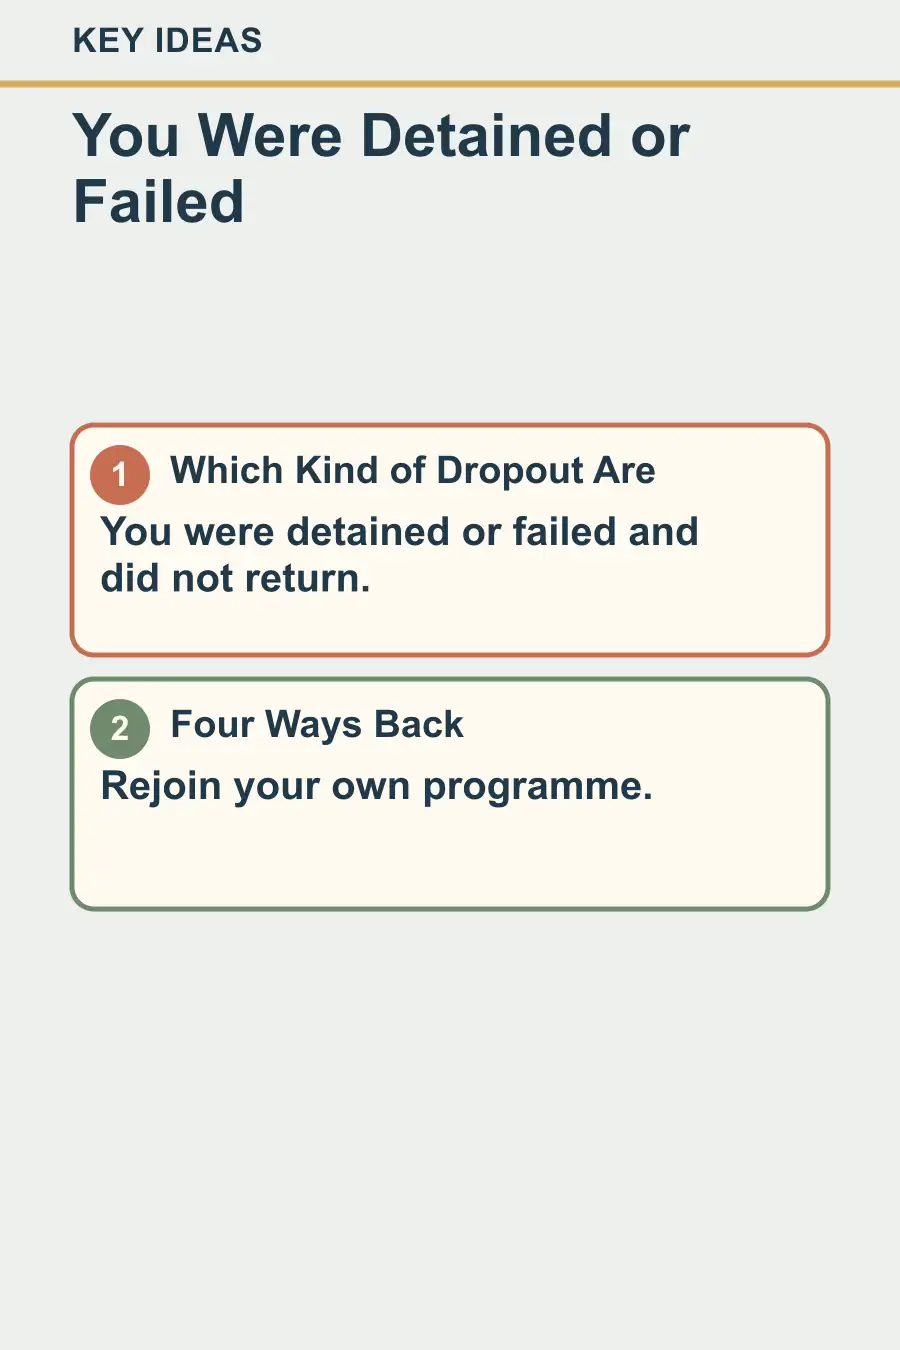 KEY IDEAS
You Were Detained or
Failed
1 Which Kind of Dropout Are
You were detained or failed and
did not return.
2 Four Ways Back
Rejoin your own programme.